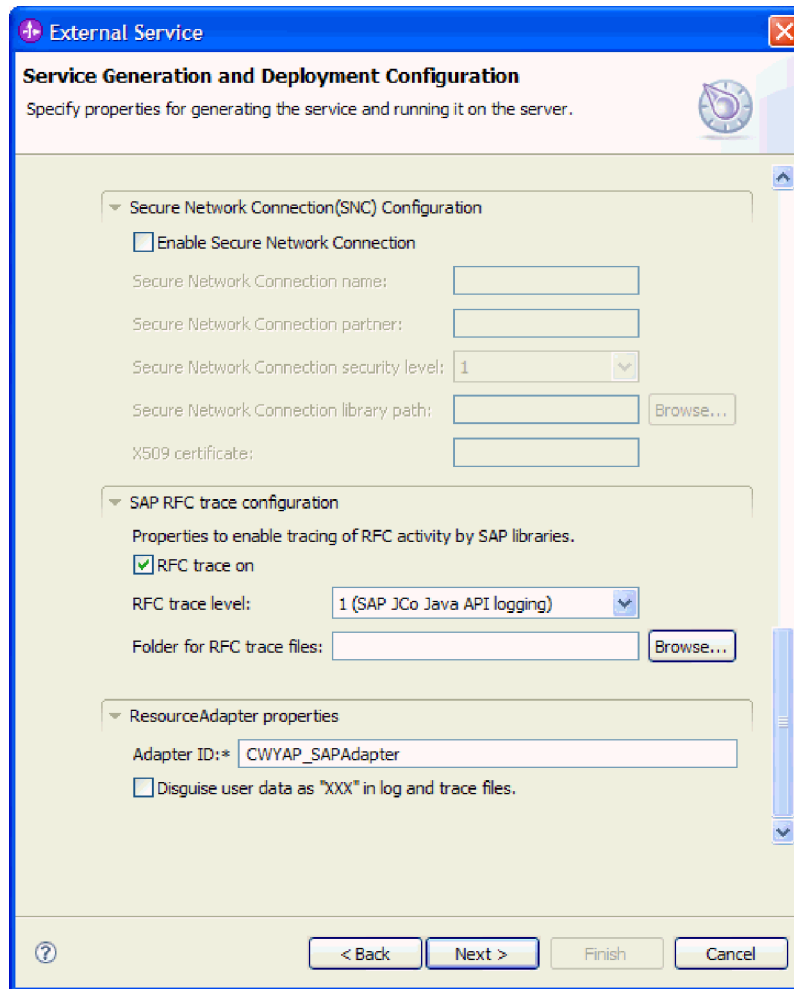 External Service
Service Generation and Deployment Configuration
Specify properties for generating the service and running it on the server.
Secure Network Connection(SNC) Configuration
Enable Secure Network Connection
Secure Network Connection name:
Secure Network Connection partner:
Secure Network Connection security level: 1
Secure Network Connection library path: Browse...
X509 certificate:
SAP RFC trace configuration
Properties to enable tracing of RFC activity by SAP libraries.
RFC trace on
RFC trace level: 1 (SAP JCo Java API logging)
Folder for RFC trace files: Browse...
ResourceAdapter properties
Adapter ID:* CWYAP_SAPAdapter
Disguise user data as "XXX" in log and trace files.
? < Back Next > Finish Cancel